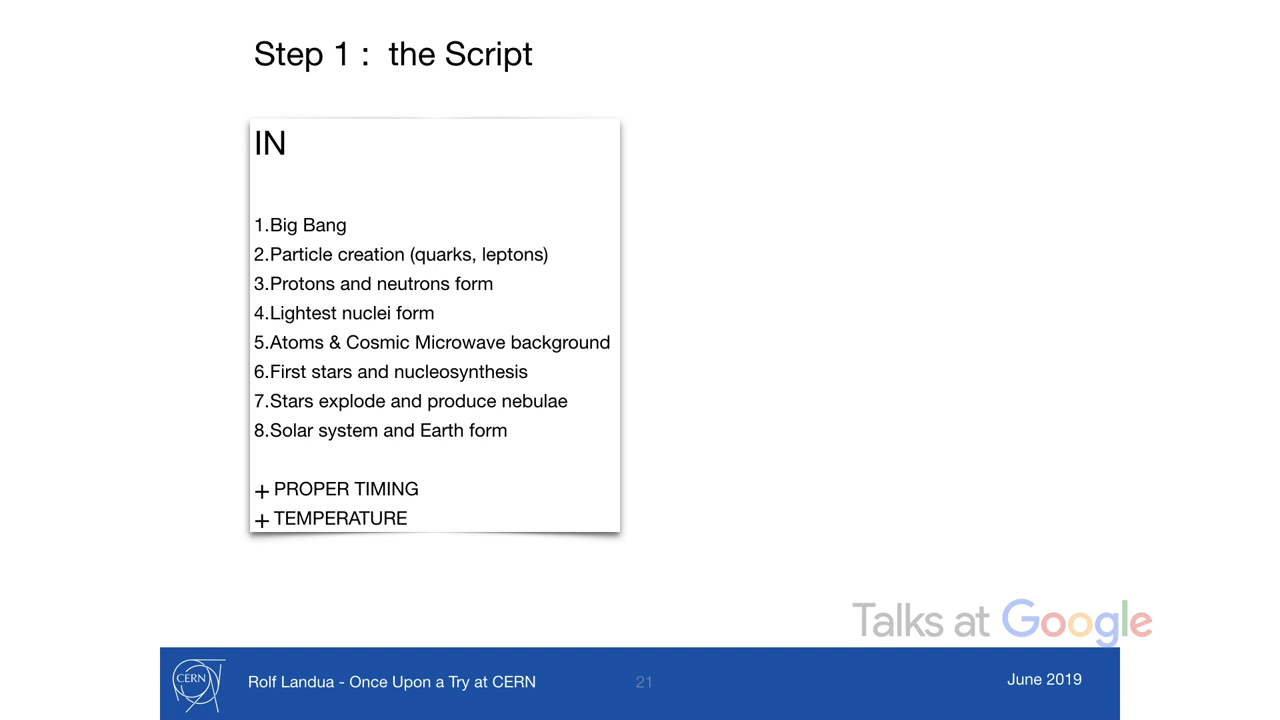 Step 1 :  the Script
IN
1.Big Bang
2.Particle creation (quarks, leptons)
3.Protons and neutrons form
4.Lightest nuclei form
5.Atoms & Cosmic Microwave background
6.First stars and nucleosynthesis
7.Stars explode and produce nebulae
8.Solar system and Earth form
+ PROPER TIMING
+ TEMPERATURE
Talks at Google
CERN
Rolf Landua - Once Upon a Try at CERN
21
June 2019